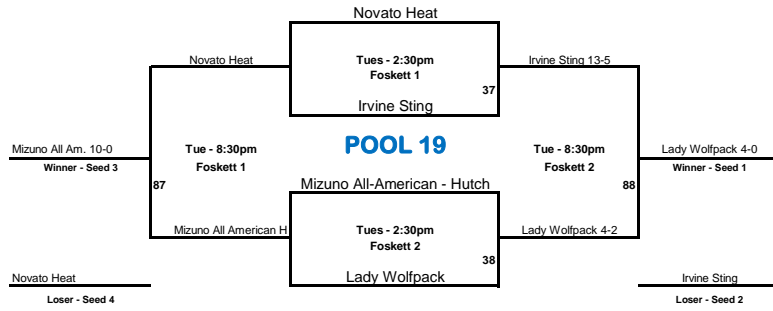 Novato Heat
Novato Heat
Tues - 2:30pm
Irvine Sting 13-5
Foskett 1
37
Irvine Sting
Mizuno All Am. 10-0
Tue - 8:30pm
POOL 19
Tue - 8:30pm
Lady Wolfpack 4-0
Winner - Seed 3
Foskett 1
Foskett 2
Winner - Seed 1
87
Mizuno All-American - Hutch
88
Mizuno All American H
Tues - 2:30pm
Lady Wolfpack 4-2
Foskett 2
38
Novato Heat
Lady Wolfpack
Irvine Sting
Loser - Seed 4
Loser - Seed 2